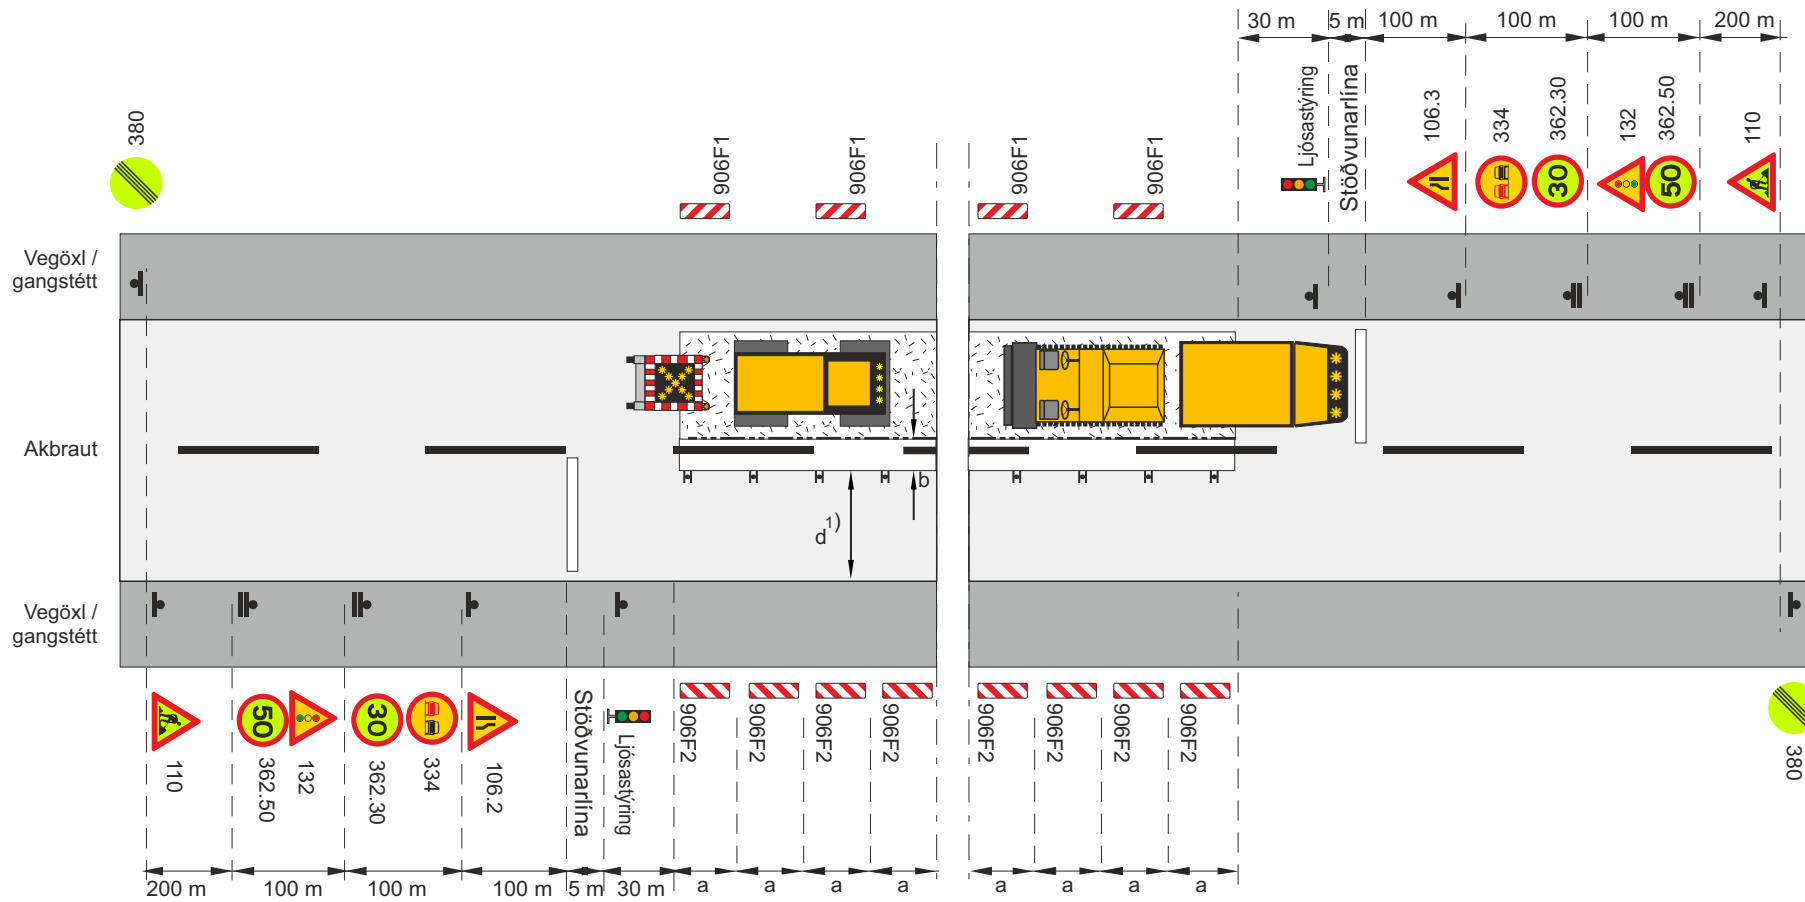 30 m
5 m
100 m
100 m
100 m
200 m
380
906F1
906F1
906F1
906F1
Ljósastýring
Stöðvunarlína
106.3
334
362.30
132
362.50
110
30
50
Vegöxl /
gangstétt
Akbraut
b
d 1)
Vegöxl /
gangstétt
50
30
110
362.50
132
362.30
334
106.2
Stöðvunarlína
Ljósastýring
906F2
906F2
906F2
906F2
906F2
906F2
906F2
906F2
380
200 m
100 m
100 m
100 m
5 m
30 m
a
a
a
a
a
a
a
a